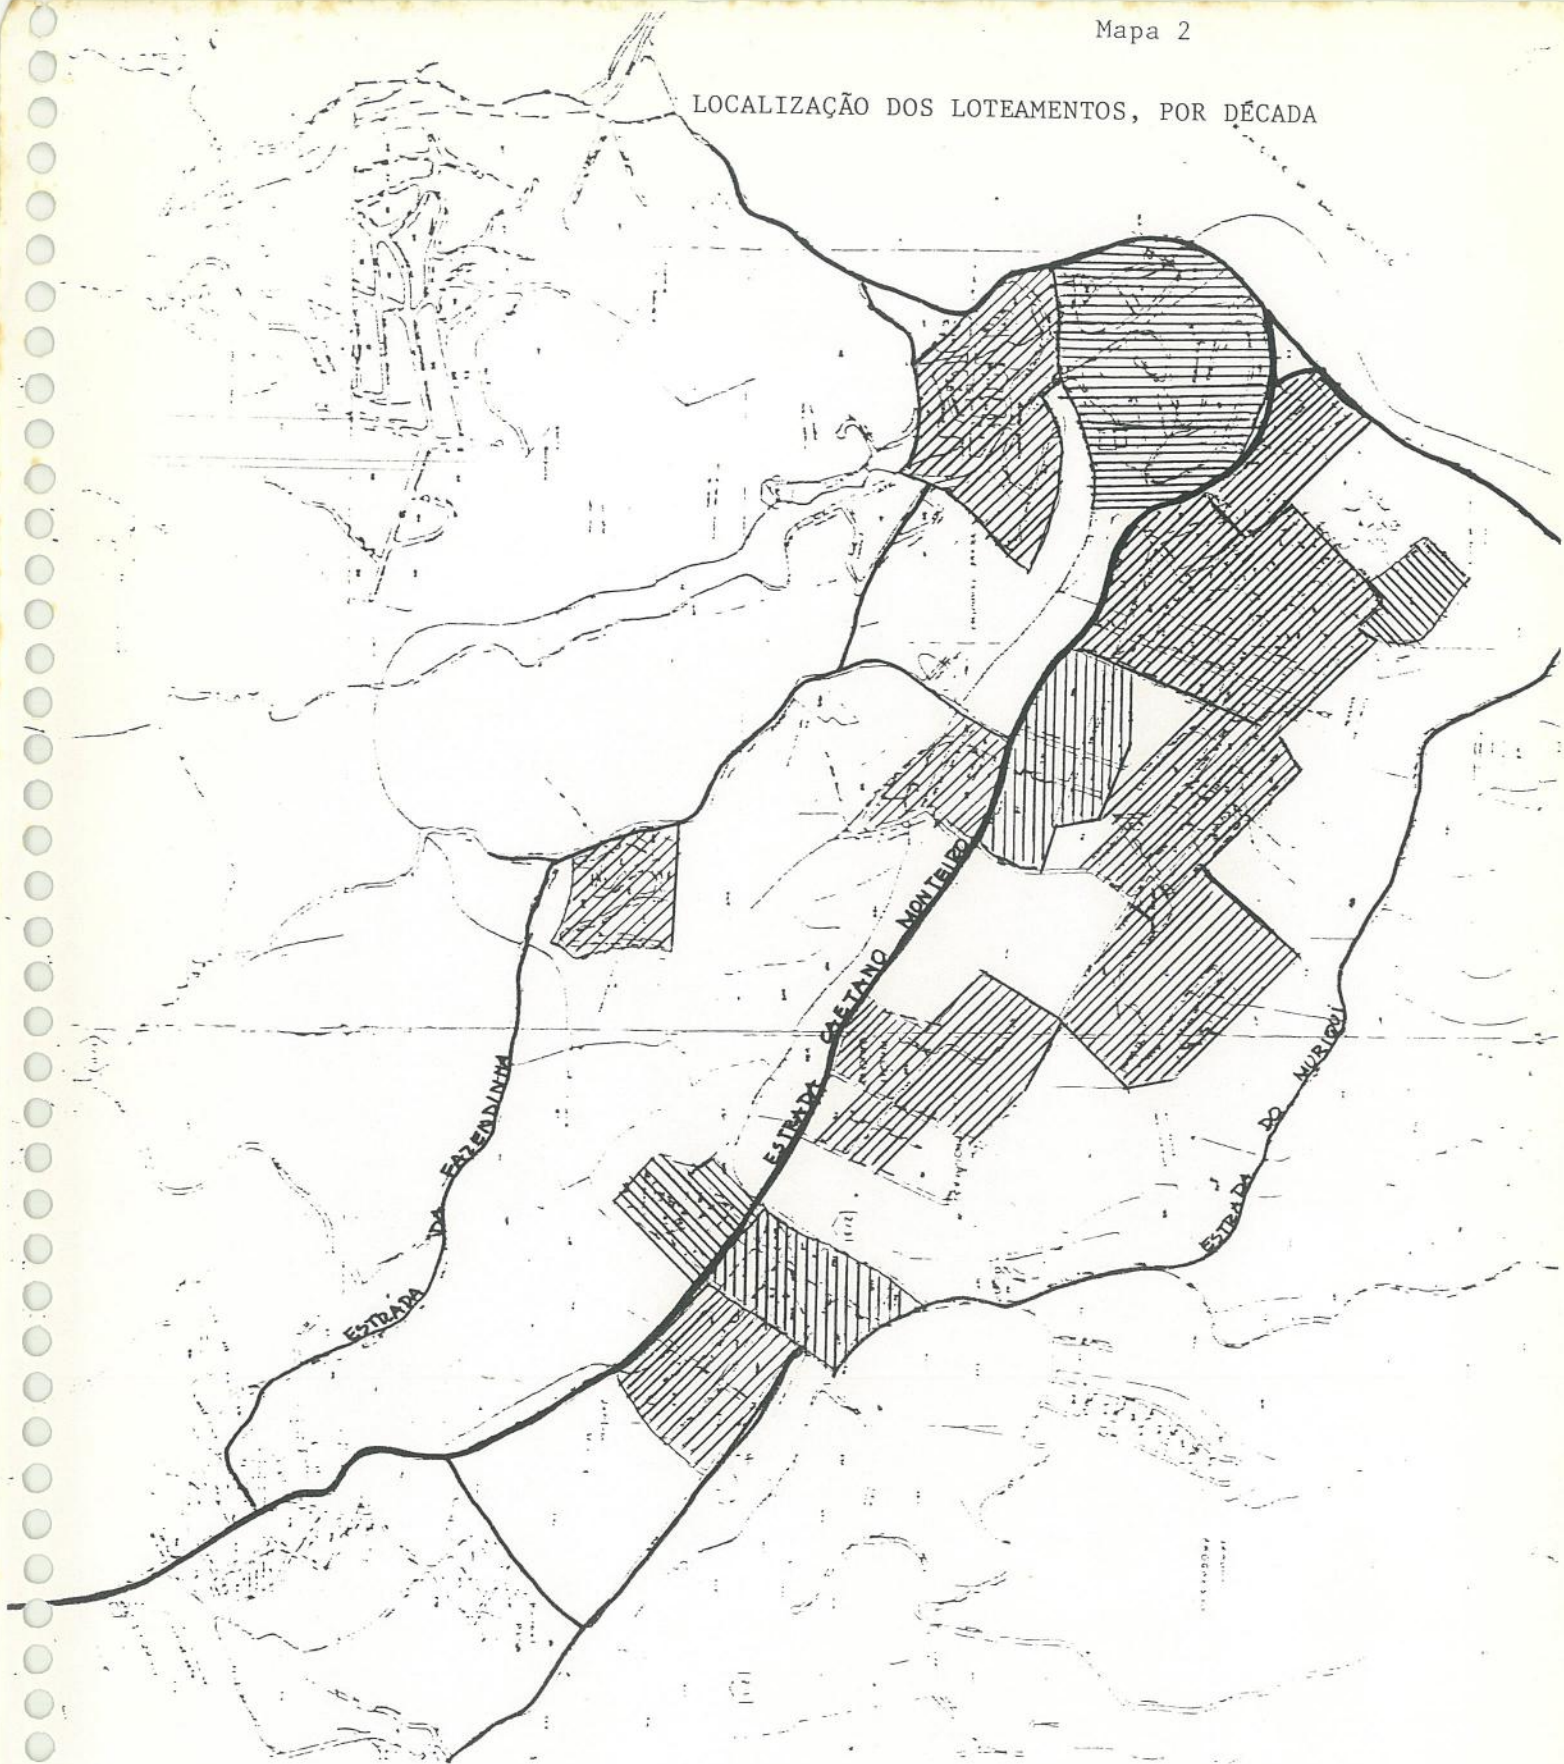 Mapa 2
LOCALIZAÇÃO DOS LOTEAMENTOS, POR DÉCADA
ESTRADA CAETANO MONTEIRO
ESTRADA DA FAZENDINHA
ESTRADA DO MURIQUI